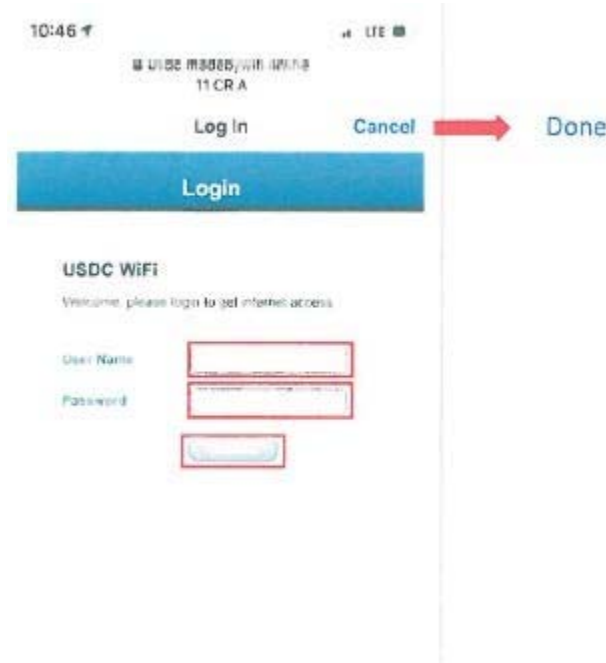 10:46 LTE
11 CR A
Log In Cancel Done
Login
USDC WiFi
Welcome, please login to get internet access
User Name
Password